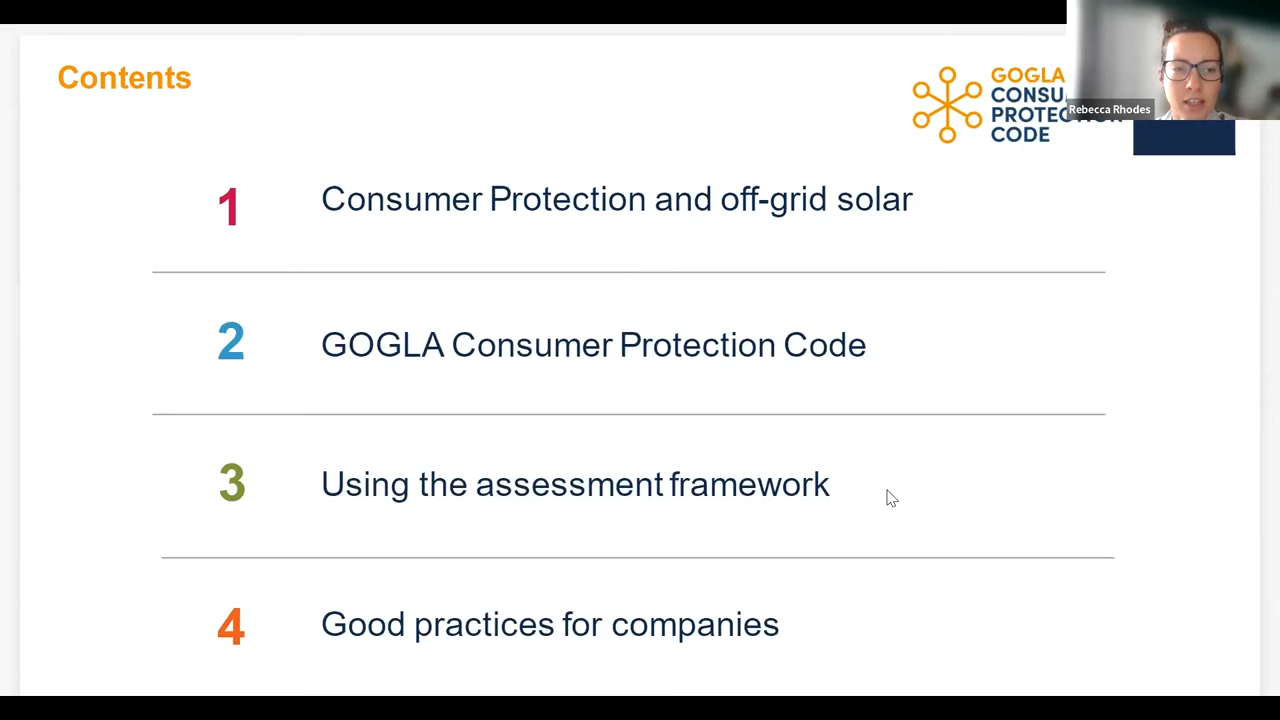 Contents
GOGLA
CONSU
PROTECTION
CODE
Rebecca Rhodes
1 Consumer Protection and off-grid solar
2 GOGLA Consumer Protection Code
3 Using the assessment framework
4 Good practices for companies